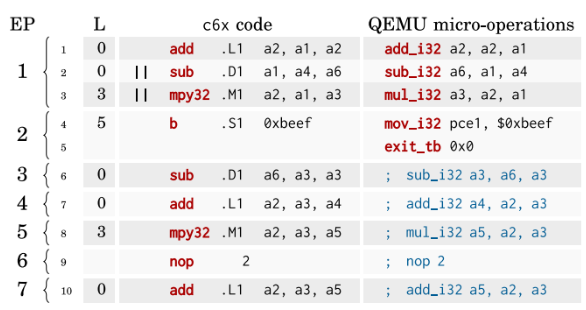 EP L c6x code QEMU micro-operations
1 1 0 add .L1 a2, a1, a2 add_i32 a2, a2, a1
2 0 || sub .D1 a1, a4, a6 sub_i32 a6, a1, a4
3 3 || mpy32 .M1 a2, a1, a3 mul_i32 a3, a2, a1
2 4 5 b .S1 0xbeef mov_i32 pce1, $0xbeef
5 exit_tb 0x0
3 6 0 sub .D1 a6, a3, a3 ; sub_i32 a3, a6, a3
4 7 0 add .L1 a2, a3, a4 ; add_i32 a4, a2, a3
5 8 3 mpy32 .M1 a2, a3, a5 ; mul_i32 a5, a2, a3
6 9 nop 2 ; nop 2
7 10 0 add .L1 a2, a3, a5 ; add_i32 a5, a2, a3